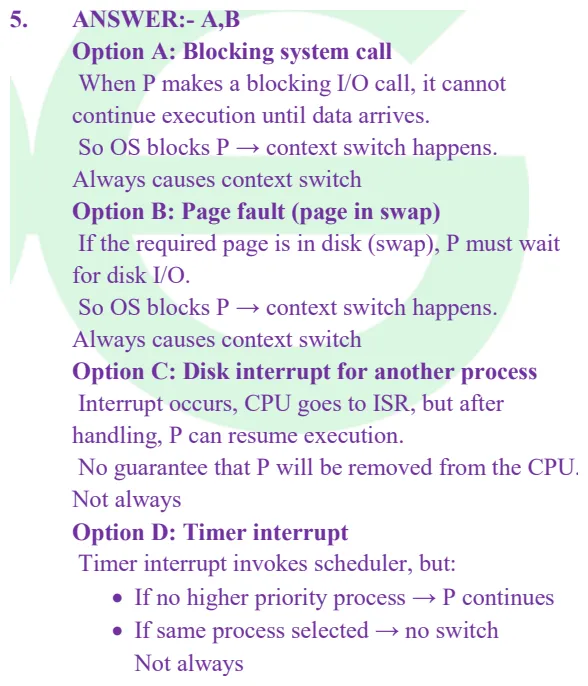 5. ANSWER:- A,B
Option A: Blocking system call
When P makes a blocking I/O call, it cannot
continue execution until data arrives.
So OS blocks P → context switch happens.
Always causes context switch
Option B: Page fault (page in swap)
If the required page is in disk (swap), P must wait
for disk I/O.
So OS blocks P → context switch happens.
Always causes context switch
Option C: Disk interrupt for another process
Interrupt occurs, CPU goes to ISR, but after
handling, P can resume execution.
No guarantee that P will be removed from the CPU.
Not always
Option D: Timer interrupt
Timer interrupt invokes scheduler, but:
• If no higher priority process → P continues
• If same process selected → no switch
Not always